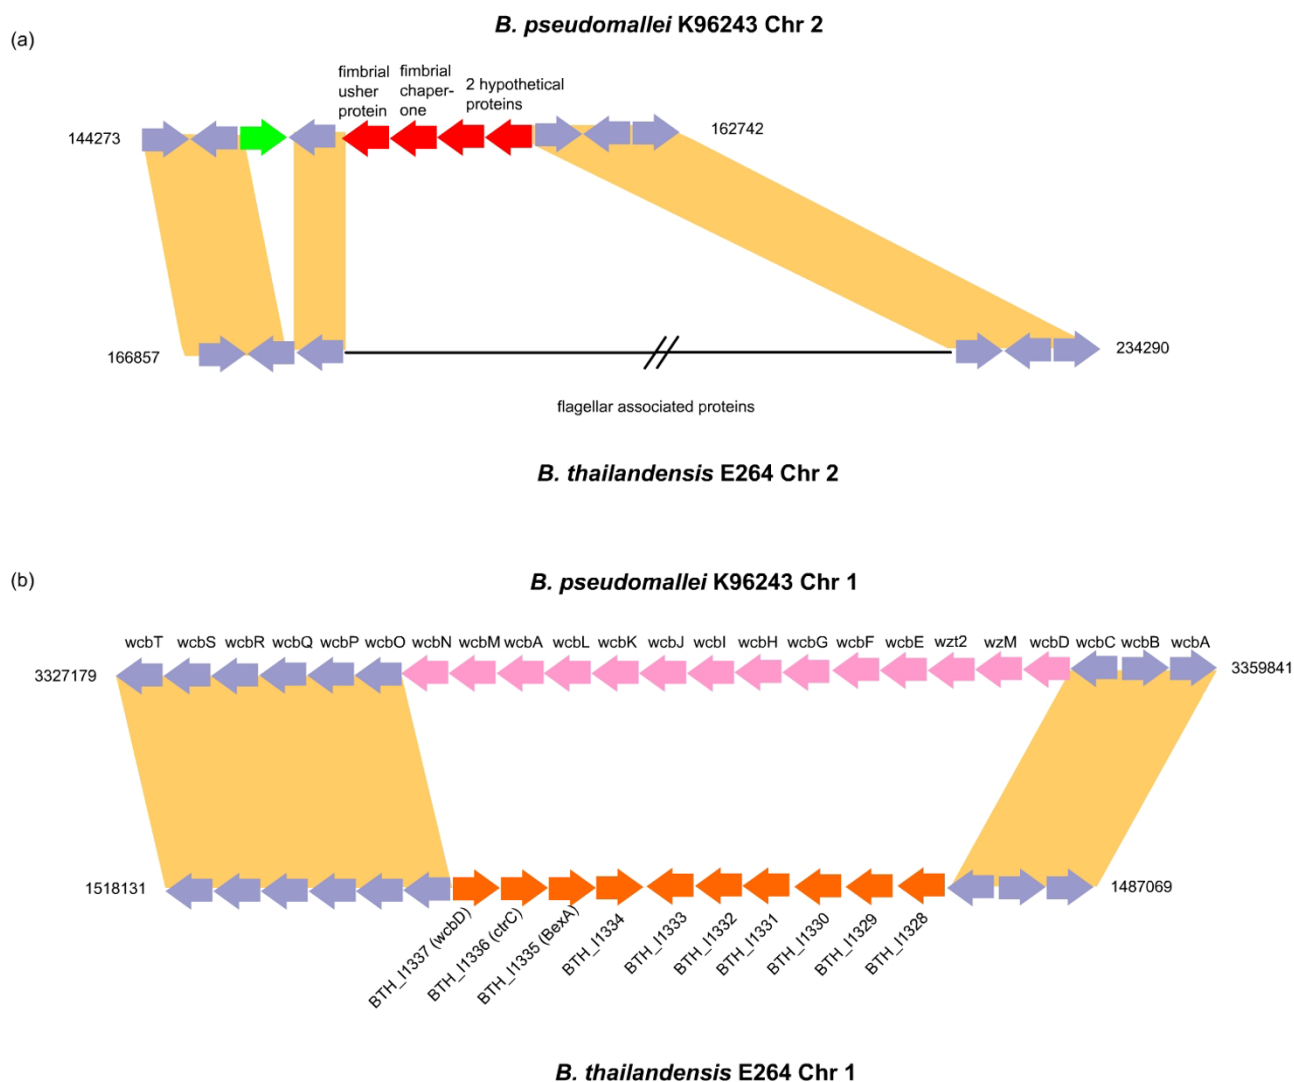 B. pseudomallei K96243 Chr 2
(a)
fimbrial
usher
protein
fimbrial
chaper-
one
2 hypothetical
proteins
144273
162742
166857
234290
flagellar associated proteins
B. thailandensis E264 Chr 2
(b)
B. pseudomallei K96243 Chr 1
wcbT wcbS wcbR wcbQ wcbP wcbO wcbN wcbM wcbA wcbL wcbK wcbJ wcbI wcbH wcbG wcbF wcbE wzt2 wzM wcbD wcbC wcbB wcbA
3327179
3359841
1518131
1487069
BTH_I1337 (wcbD)
BTH_I1336 (ctrC)
BTH_I1335 (BexA)
BTH_I1334
BTH_I1333
BTH_I1332
BTH_I1331
BTH_I1330
BTH_I1329
BTH_I1328
B. thailandensis E264 Chr 1